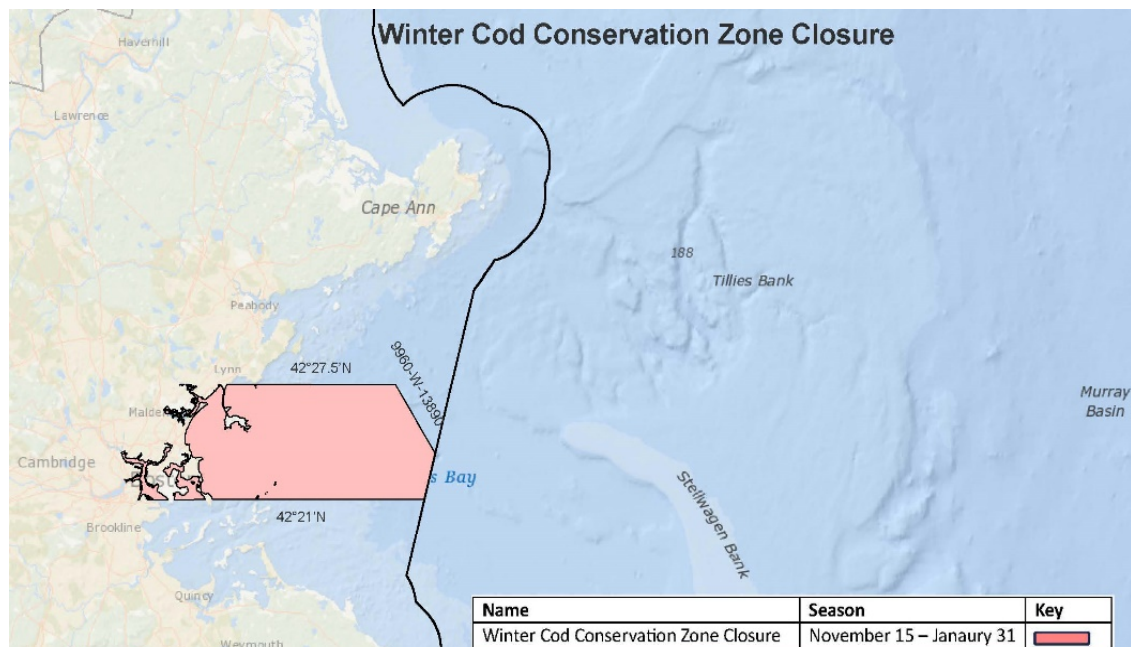 Winter Cod Conservation Zone Closure
Haverhill
Lawrence
Cape Ann
188
Tillies Bank
Peabody
Lynn
42°27.5'N
9960-W-13890
Murray
Basin
Malden
Cambridge
s Bay
Stellwagen Bank
42°21'N
Brookline
Quincy
Weymouth
Name Season Key
Winter Cod Conservation Zone Closure November 15 – Janaury 31